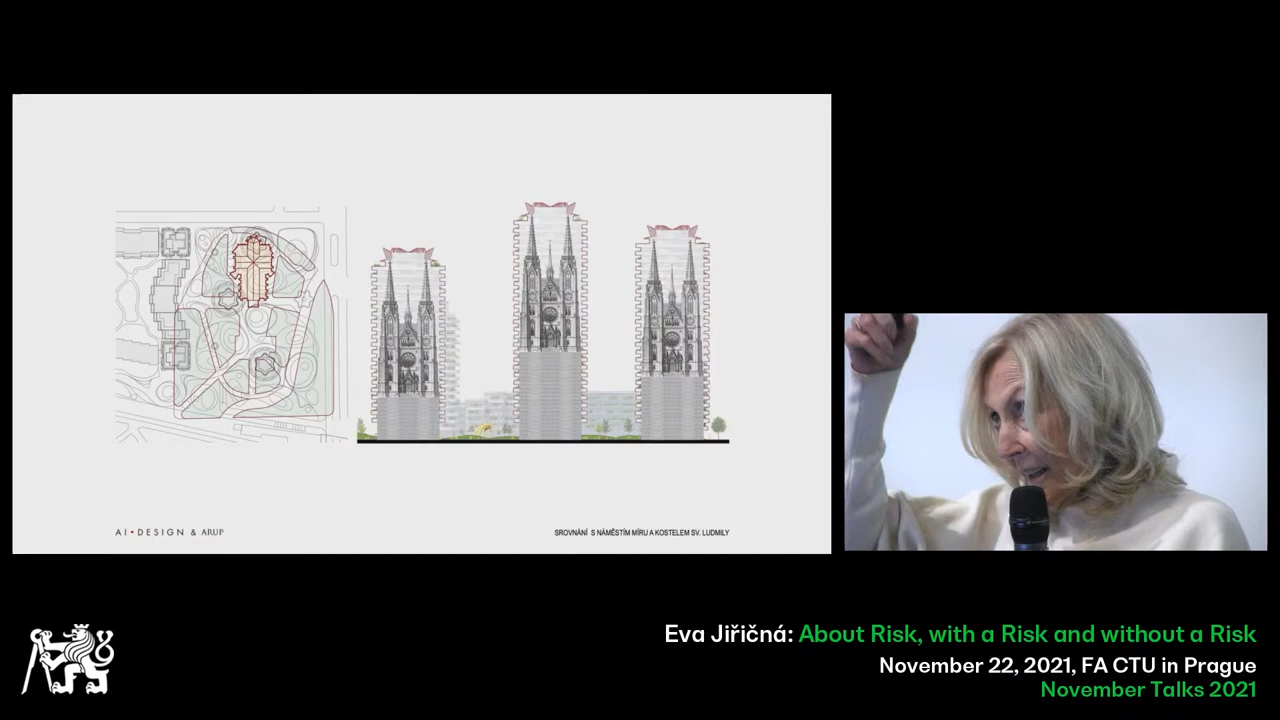 AI•DESIGN & ARUP
SROVNÁNÍ S NÁMĚSTÍM MÍRU A KOSTELEM SV. LUDMILY
Eva Jiřičná: About Risk, with a Risk and without a Risk
November 22, 2021, FA CTU in Prague
November Talks 2021